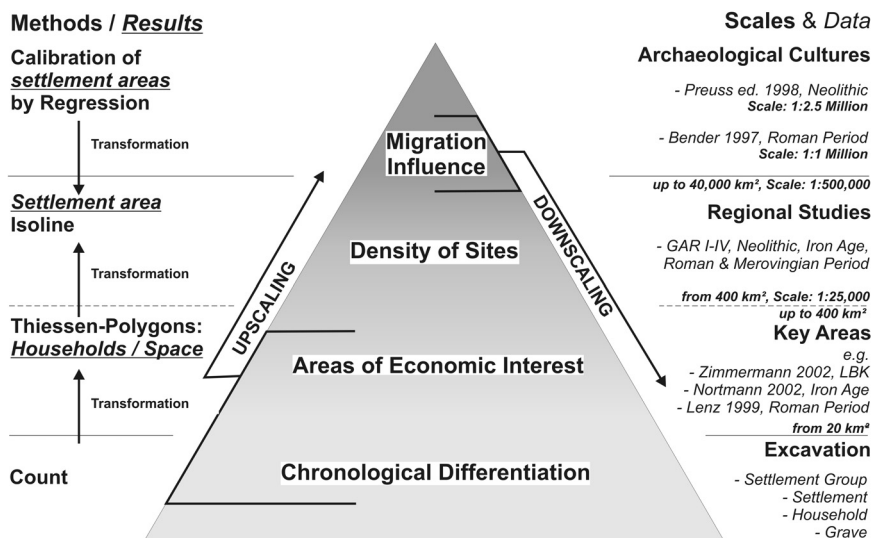 Methods / Results
Calibration of
settlement areas
by Regression
Transformation
Settlement area
Isoline
Transformation
Thiessen-Polygons:
Households / Space
Transformation
Count
Migration
Influence
Density of Sites
Areas of Economic Interest
Chronological Differentiation
UPSCALING
DOWNSCALING
Scales & Data
Archaeological Cultures
- Preuss ed. 1998, Neolithic
Scale: 1:2.5 Million
- Bender 1997, Roman Period
Scale: 1:1 Million
up to 40,000 km², Scale: 1:500,000
Regional Studies
- GAR I-IV, Neolithic, Iron Age,
Roman & Merovingian Period
from 400 km², Scale: 1:25,000
up to 400 km²
Key Areas
e.g.
- Zimmermann 2002, LBK
- Nortmann 2002, Iron Age
- Lenz 1999, Roman Period
from 20 km²
Excavation
- Settlement Group
- Settlement
- Household
- Grave